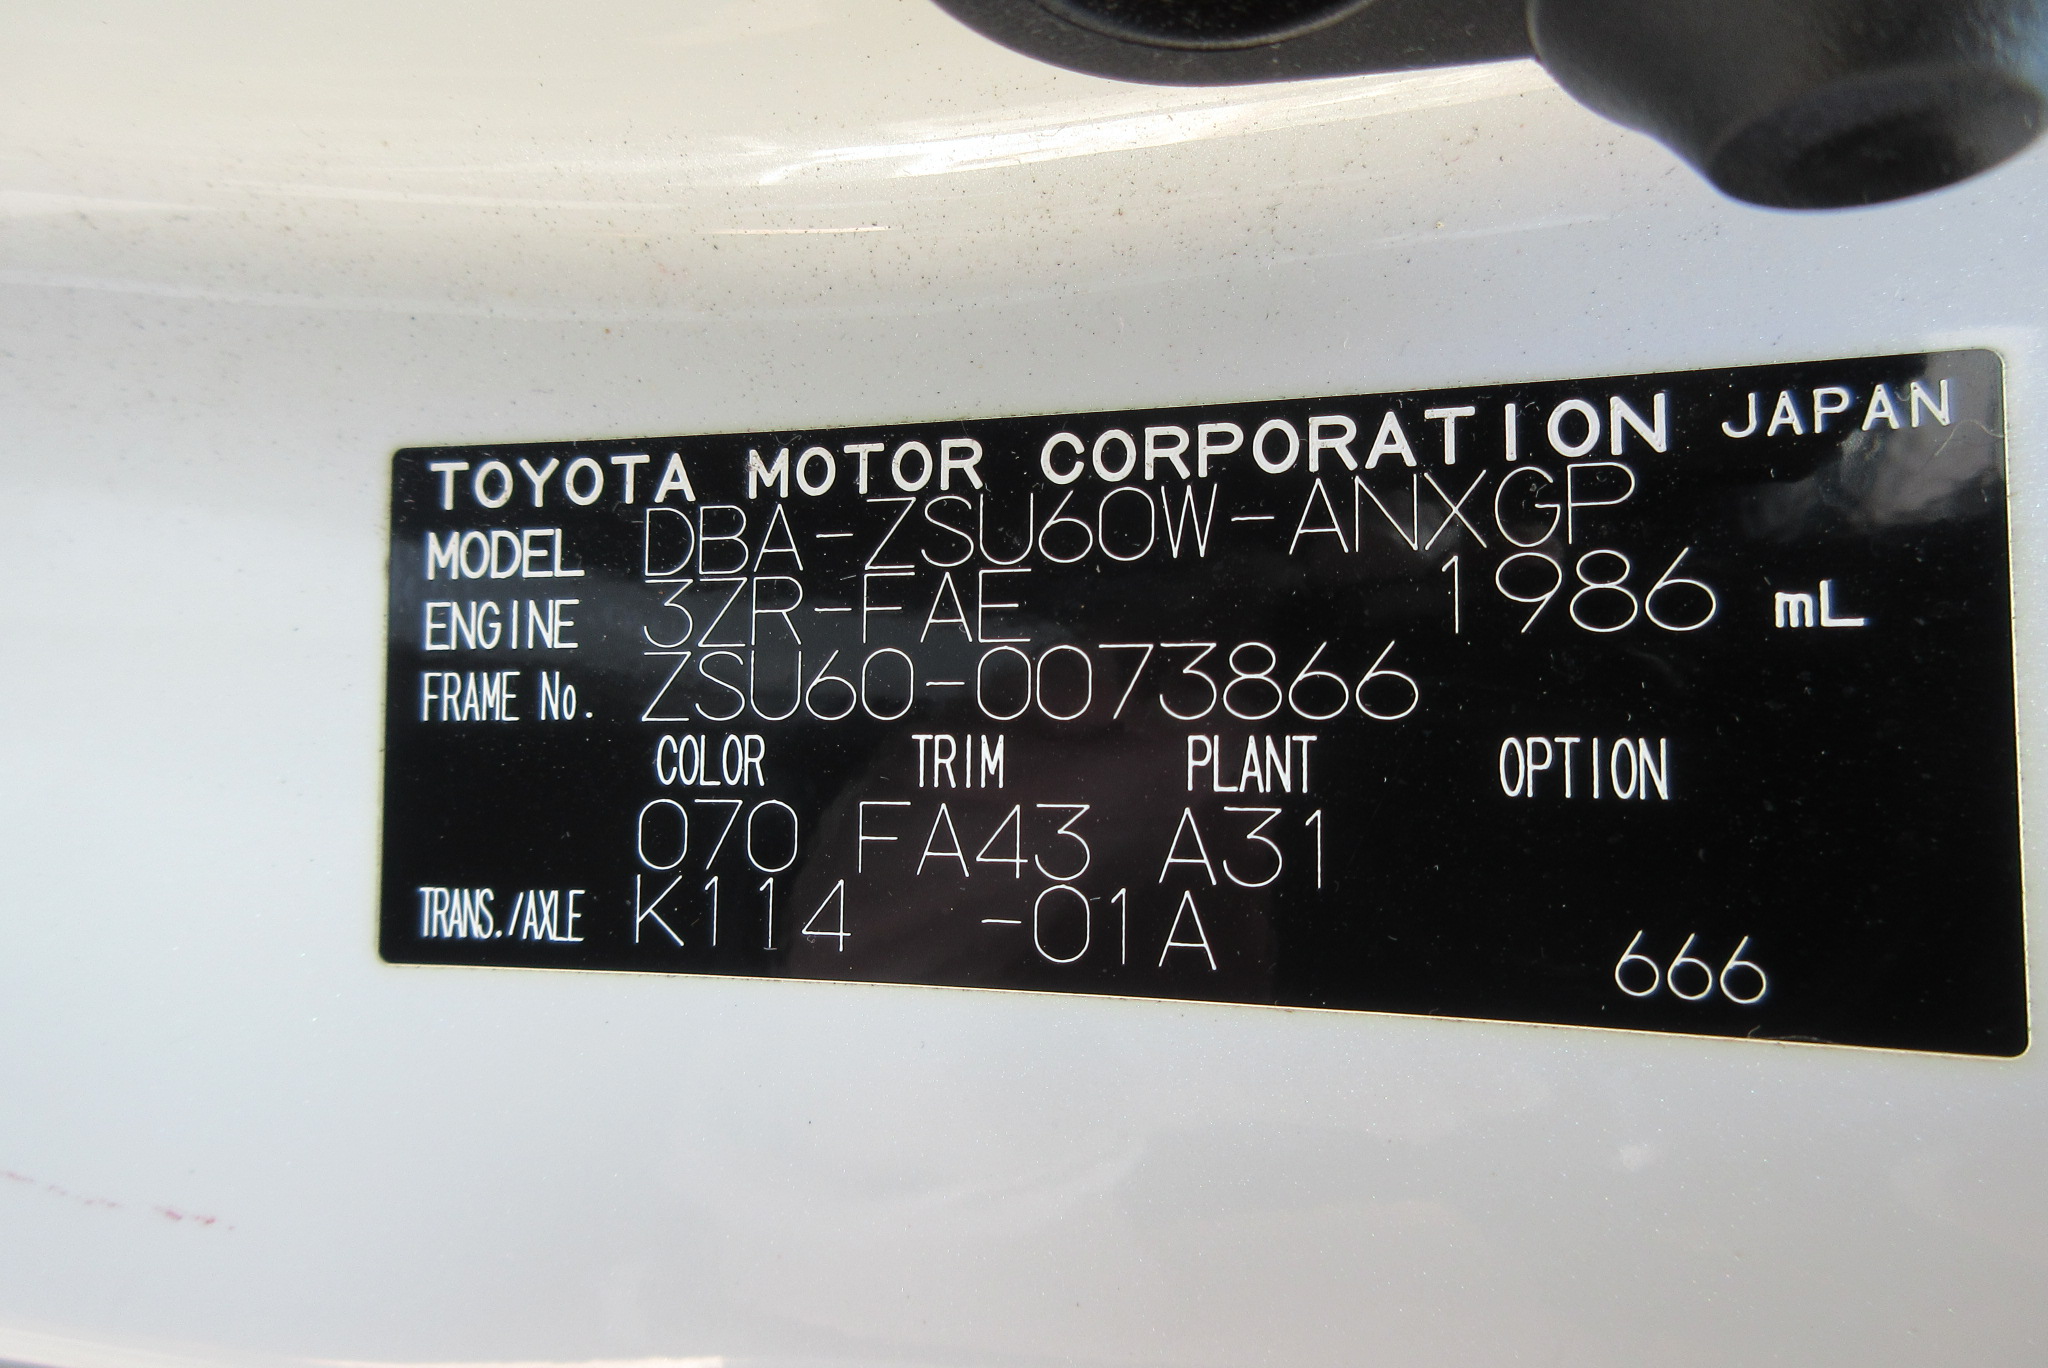 TOYOTA MOTOR CORPORATION JAPAN
MODEL DBA-ZSU60W-ANXGP
ENGINE 3ZR-FAE 1986 mL
FRAME No. ZSU60-0073866
COLOR TRIM PLANT OPTION
070 FA43 A31
TRANS./AXLE K114 -01A
666